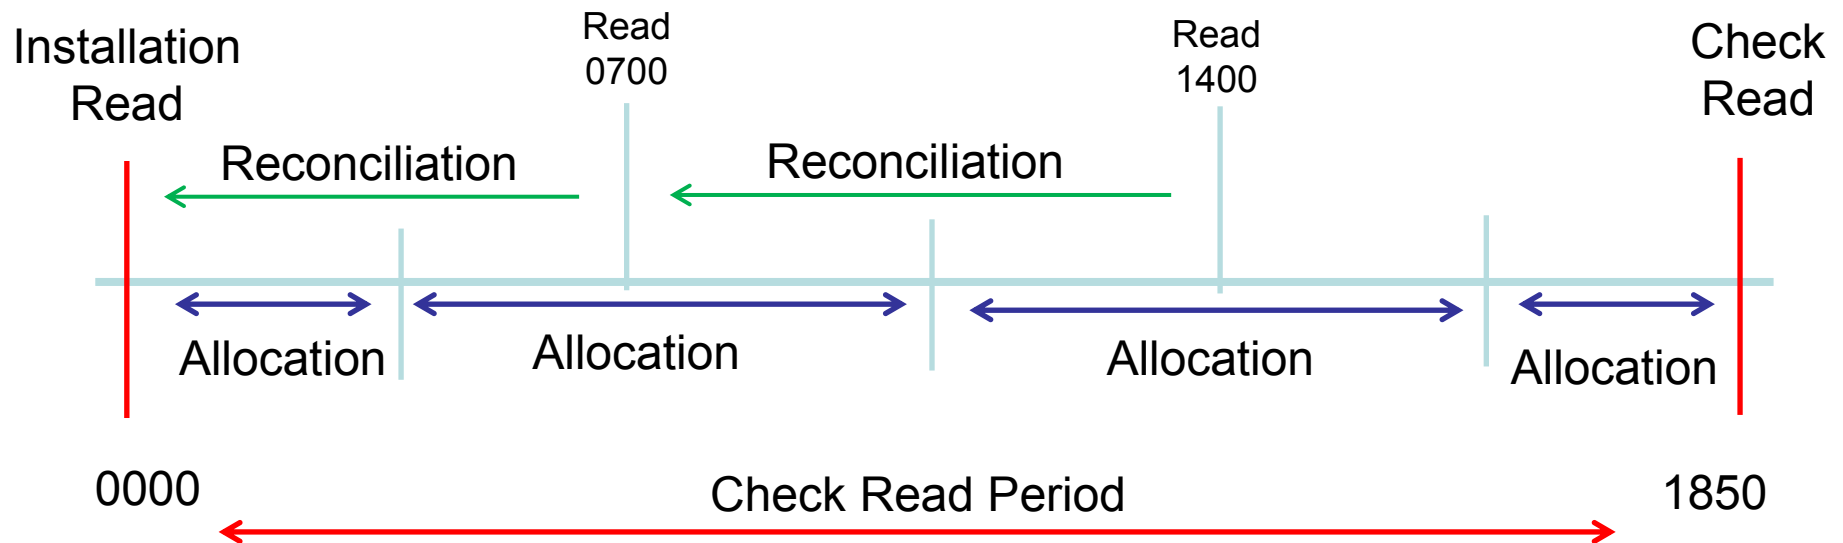 Installation
Read
Read
0700
Read
1400
Check
Read
Reconciliation
Reconciliation
Allocation
Allocation
Allocation
Allocation
0000
Check Read Period
1850